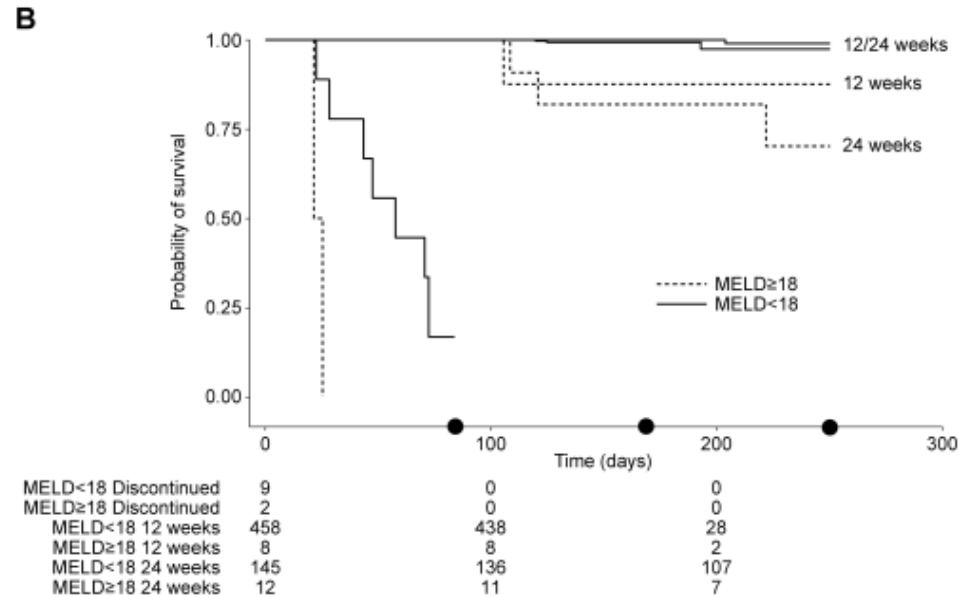 B
1.00
0.75
0.50
0.25
0.00
Probability of survival
12/24 weeks
12 weeks
24 weeks
MELD≥18
MELD<18
0 100 200 300
Time (days)
MELD<18 Discontinued 9 0 0
MELD≥18 Discontinued 2 0 0
MELD<18 12 weeks 458 438 28
MELD≥18 12 weeks 8 8 2
MELD<18 24 weeks 145 136 107
MELD≥18 24 weeks 12 11 7